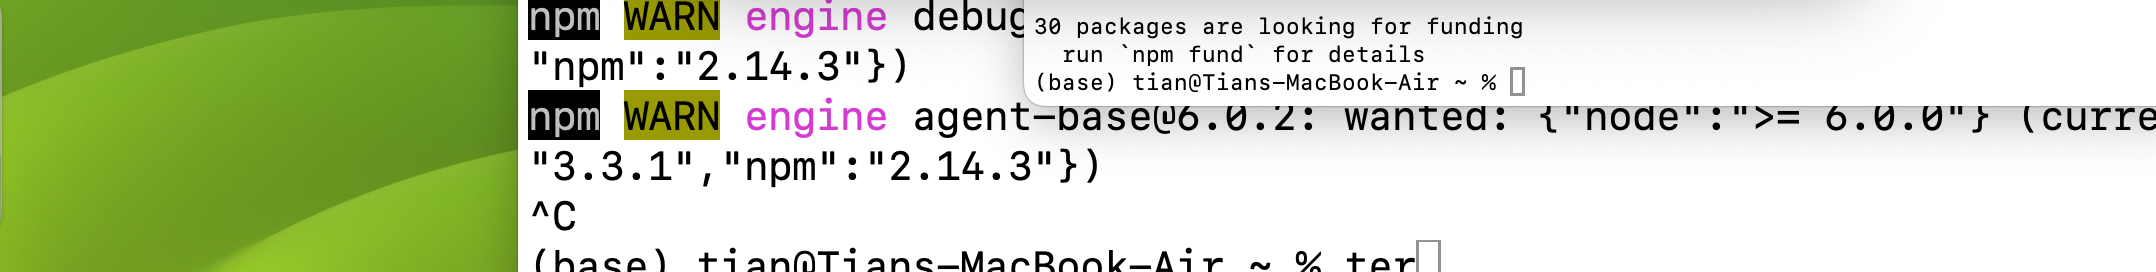 npm WARN engine debug
"npm":"2.14.3"})
npm WARN engine agent-base@6.0.2: wanted: {"node":">= 6.0.0"} (curre
"3.3.1","npm":"2.14.3"})
^C
(base) tian@Tians-MacBook-Air ~ % ter
30 packages are looking for funding
run `npm fund` for details
(base) tian@Tians-MacBook-Air ~ %